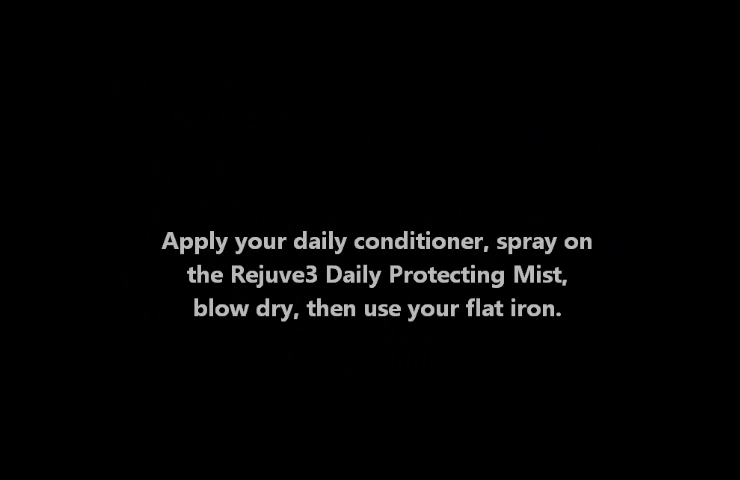 Apply your daily conditioner, spray on
the Rejuve3 Daily Protecting Mist,
blow dry, then use your flat iron.